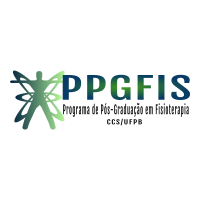 PPGFIS
Programa de Pós-Graduação em Fisioterapia
CCS/UFPB